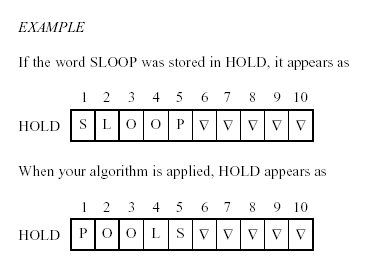 EXAMPLE
If the word SLOOP was stored in HOLD, it appears as
1 2 3 4 5 6 7 8 9 10
HOLD S L O O P ∇ ∇ ∇ ∇ ∇
When your algorithm is applied, HOLD appears as
1 2 3 4 5 6 7 8 9 10
HOLD P O O L S ∇ ∇ ∇ ∇ ∇